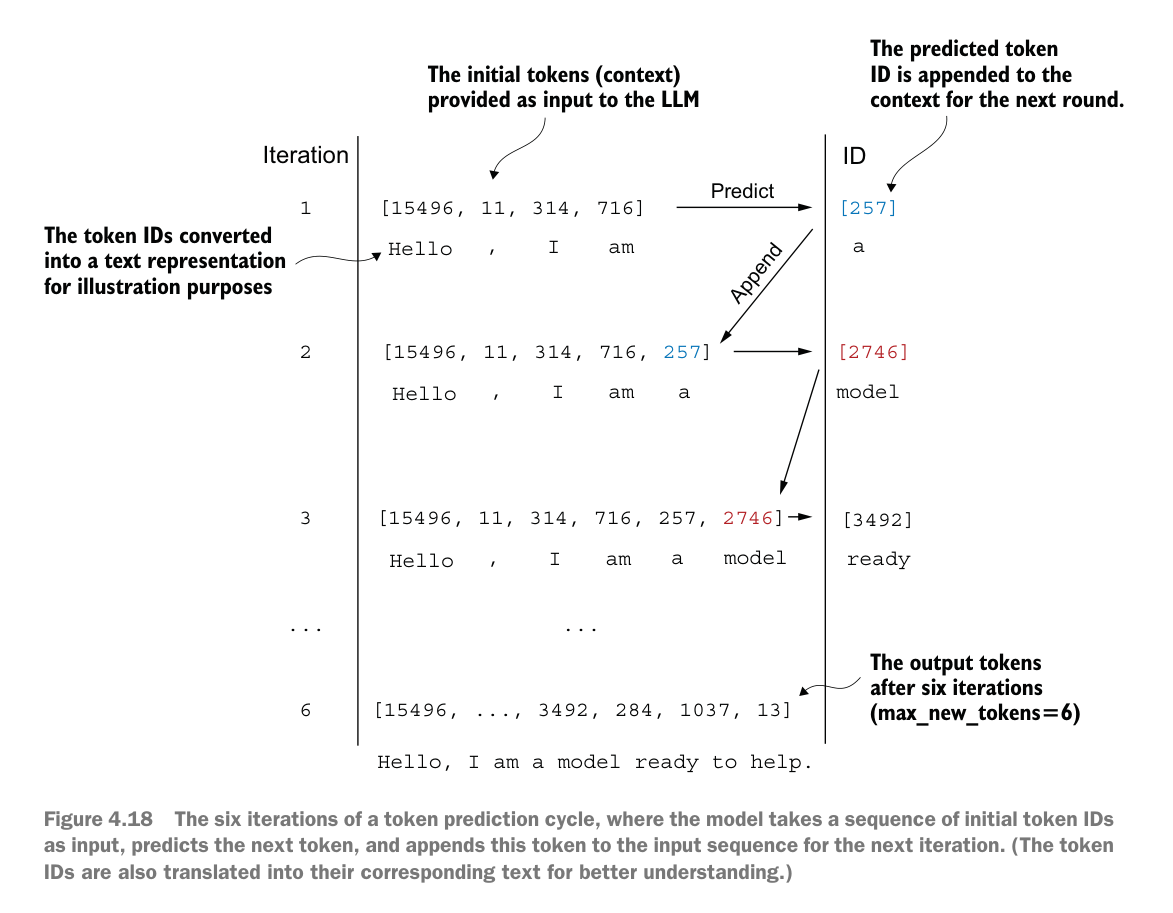 The initial tokens (context)
provided as input to the LLM
The predicted token
ID is appended to the
context for the next round.
Iteration
ID
1
[15496, 11, 314, 716]
Predict
[257]
Hello , I am
a
The token IDs converted
into a text representation
for illustration purposes
Append
2
[15496, 11, 314, 716, 257]
[2746]
Hello , I am a
model
3
[15496, 11, 314, 716, 257, 2746]
[3492]
Hello , I am a model
ready
...
...
The output tokens
after six iterations
(max_new_tokens=6)
6
[15496, ..., 3492, 284, 1037, 13]
Hello, I am a model ready to help.
Figure 4.18 The six iterations of a token prediction cycle, where the model takes a sequence of initial token IDs
as input, predicts the next token, and appends this token to the input sequence for the next iteration. (The token
IDs are also translated into their corresponding text for better understanding.)